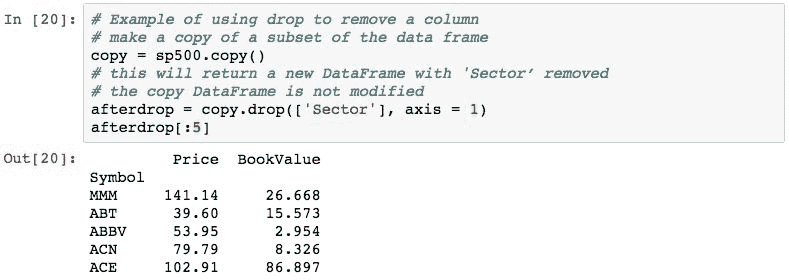 In [20]: # Example of using drop to remove a column
# make a copy of a subset of the data frame
copy = sp500.copy()
# this will return a new DataFrame with 'Sector’ removed
# the copy DataFrame is not modified
afterdrop = copy.drop(['Sector'], axis = 1)
afterdrop[:5]
Out[20]: Price BookValue
Symbol
MMM 141.14 26.668
ABT 39.60 15.573
ABBV 53.95 2.954
ACN 79.79 8.326
ACE 102.91 86.897